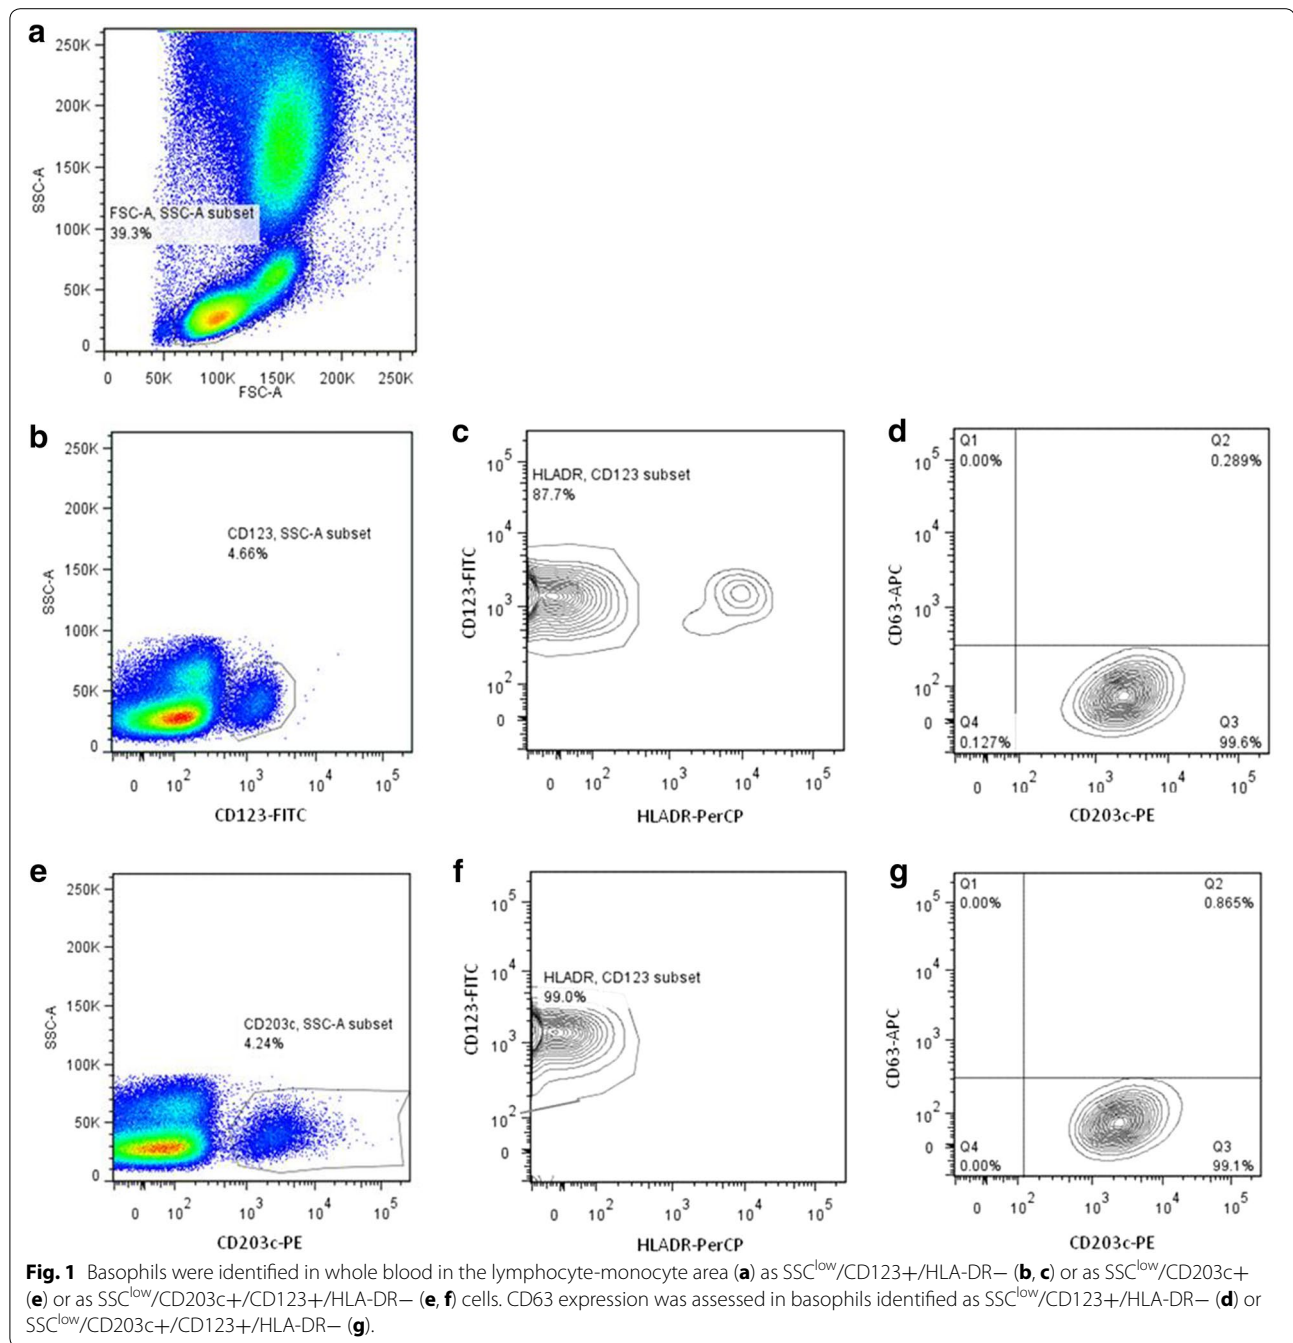 a
250K
200K
150K
100K
50K
0
SSC-A
FSC-A, SSC-A subset
39.3%
0 50K 100K 150K 200K 250K
FSC-A
b
250K
200K
150K
100K
50K
0
SSC-A
CD123, SSC-A subset
4.66%
0 10^2 10^3 10^4 10^5
CD123-FITC
c
10^5
10^4
10^3
10^2
0
CD123-FITC
HLADR, CD123 subset
87.7%
0 10^2 10^3 10^4 10^5
HLADR-PerCP
d
10^5
10^4
10^3
10^2
0
CD63-APC
Q1
0.00%
Q2
0.289%
Q4
0.127%
Q3
99.6%
0 10^2 10^3 10^4 10^5
CD203c-PE
e
250K
200K
150K
100K
50K
0
SSC-A
CD203c, SSC-A subset
4.24%
0 10^2 10^3 10^4 10^5
CD203c-PE
f
10^5
10^4
10^3
10^2
0
CD123-FITC
HLADR, CD123 subset
99.0%
0 10^2 10^3 10^4 10^5
HLADR-PerCP
g
10^5
10^4
10^3
10^2
0
CD63-APC
Q1
0.00%
Q2
0.865%
Q4
0.00%
Q3
99.1%
0 10^2 10^3 10^4 10^5
CD203c-PE
Fig. 1 Basophils were identified in whole blood in the lymphocyte-monocyte area (a) as SSC^low/CD123+/HLA-DR− (b, c) or as SSC^low/CD203c+
(e) or as SSC^low/CD203c+/CD123+/HLA-DR− (e, f) cells. CD63 expression was assessed in basophils identified as SSC^low/CD123+/HLA-DR− (d) or
SSC^low/CD203c+/CD123+/HLA-DR− (g).